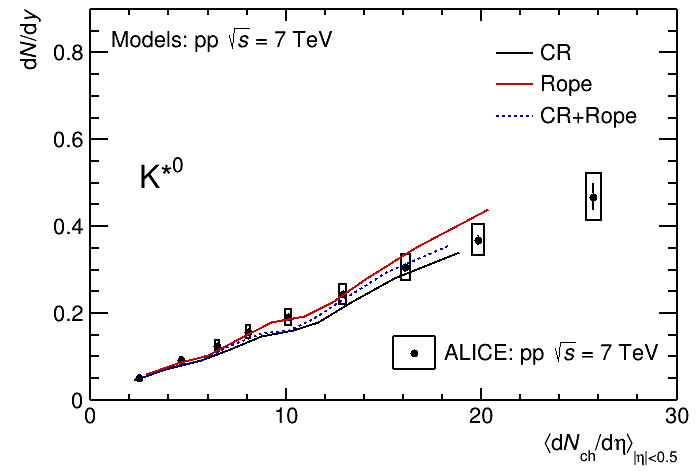 dN/dy
0.8
0.6
0.4
0.2
0
Models: pp √s = 7 TeV
CR
Rope
CR+Rope
K*⁰
ALICE: pp √s = 7 TeV
0 10 20 30
⟨dN_ch/dη⟩_|η|<0.5